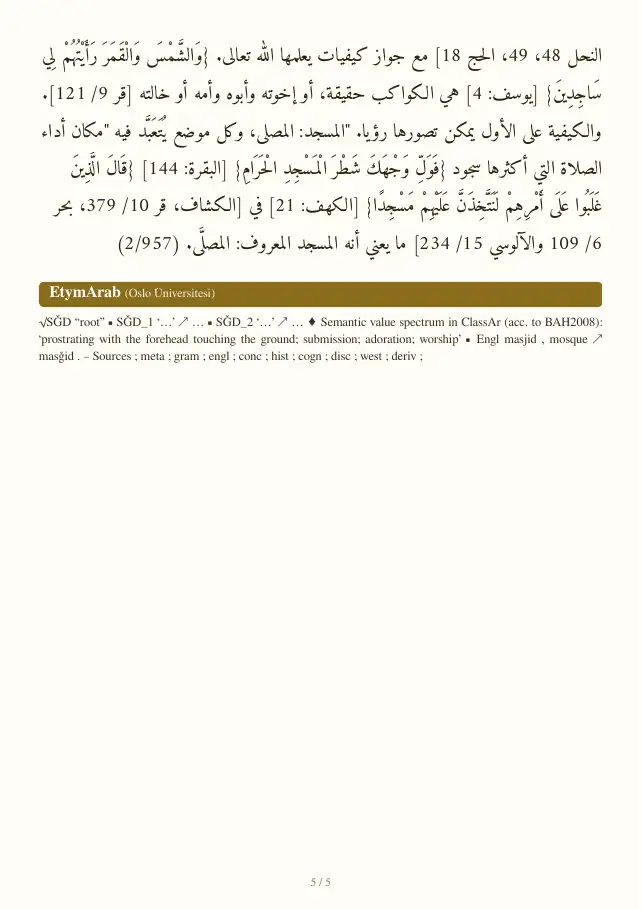 النحل 48، 49، الحج 18] مع جواز كيفيات يعلمها الله تعالى. {وَالشَّمْسَ وَالْقَمَرَ رَأَيْتُهُمْ لِي
سَاجِدِينَ} [يوسف: 4] هي الكواكب حقيقة، أو إخوته وأبوه وأمه أو خالته [قر 9/ 121].
والكيفية على الأول يمكن تصورها رؤيا. "المسجد: المصلى، وكل موضع يُتَعَبَّد فيه "مكان أداء
الصلاة التي أكثرها سجود {فَوَلِّ وَجْهَكَ شَطْرَ الْمَسْجِدِ الْحَرَامِ} [البقرة: 144] {قَالَ الَّذِينَ
غَلَبُوا عَلَى أَمْرِهِمْ لَنَتَّخِذَنَّ عَلَيْهِمْ مَسْجِدًا} [الكهف: 21] في [الكشاف، قر 10/ 379، بحر
6/ 109 والآلوسي 15/ 234] ما يعني أنه المسجد المعروف: المصلَّى. (2/957)
EtymArab (Oslo Üniversitesi)
√SǦD “root” ▪ SǦD_1 ‘…’ ↗ … ▪ SǦD_2 ‘…’ ↗ … ♦ Semantic value spectrum in ClassAr (acc. to BAH2008):
‘prostrating with the forehead touching the ground; submission; adoration; worship’ ▪ Engl masjid , mosque ↗
masǧid . – Sources ; meta ; gram ; engl ; conc ; hist ; cogn ; disc ; west ; deriv ;
5 / 5